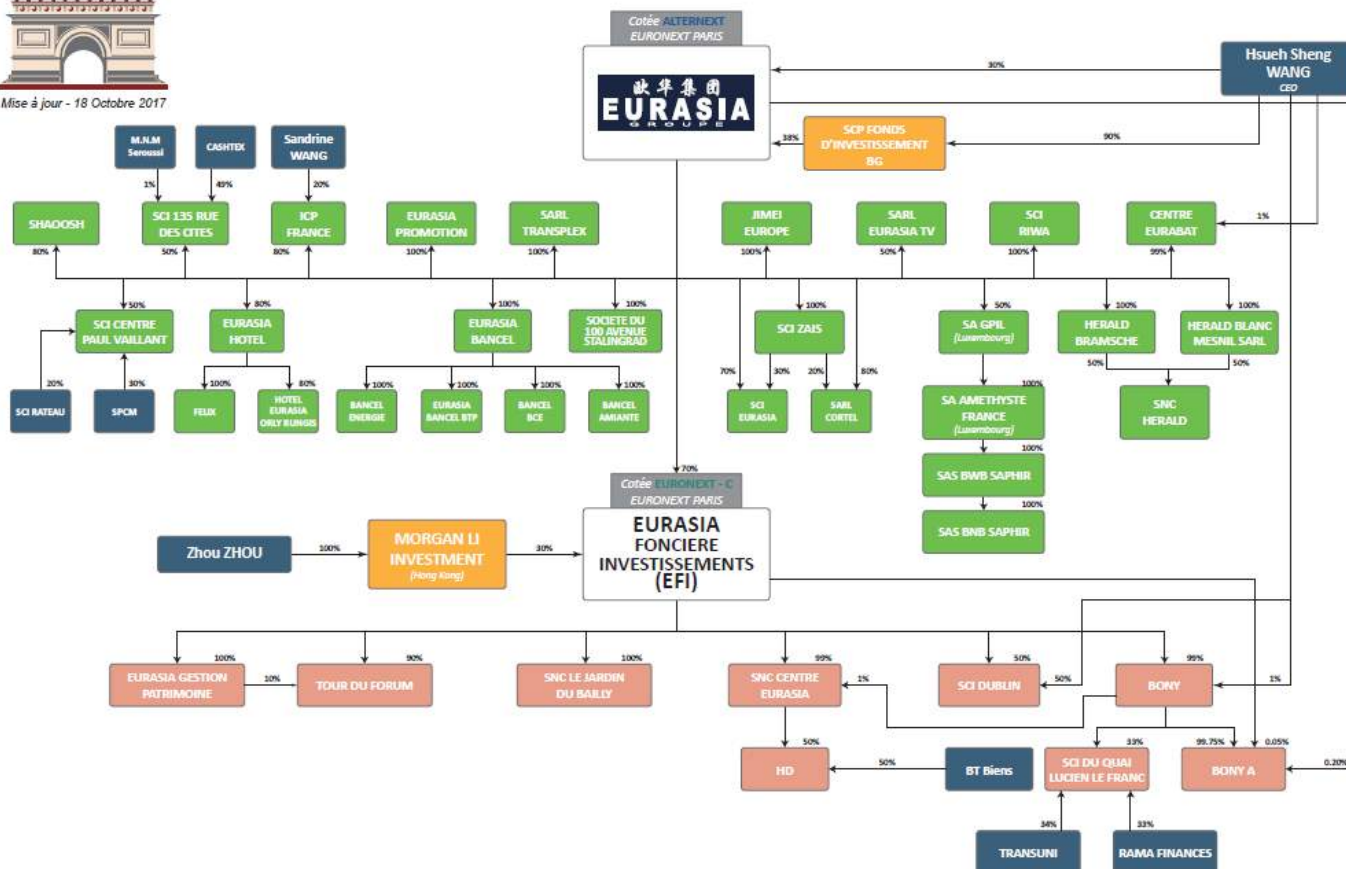 Mise à jour - 18 Octobre 2017
Cotée ALTERNEXT
EURONEXT PARIS
欧华集团
EURASIA
GROUPE
Hsueh Sheng
WANG
CEO
30%
SCP FONDS
D'INVESTISSEMENT
BG
38%
90%
M.N.M
Seroussi
CASHTEX
Sandrine
WANG
1%
49%
20%
SHAOOSH
SCI 135 RUE
DES CITES
ICP
FRANCE
EURASIA
PROMOTION
SARL
TRANSPLEX
JIMEI
EUROPE
SARL
EURASIA TV
SCI
RIWA
CENTRE
EURABAT
1%
80%
50%
80%
100%
100%
100%
50%
100%
99%
50%
80%
100%
100%
100%
50%
100%
100%
SCI CENTRE
PAUL VAILLANT
EURASIA
HOTEL
EURASIA
BANCEL
SOCIETE DU
100 AVENUE
STALINGRAD
SCI ZAIS
SA GPIL
(Luxembourg)
HERALD
BRAMSCHE
HERALD BLANC
MESNIL SARL
20%
30%
100%
80%
100%
100%
100%
100%
70%
30%
20%
80%
50%
50%
SCI RATEAU
SPCM
FELIX
HOTEL
EURASIA
ORLY RUNGIS
BANCEL
ENERGIE
EURASIA
BANCEL BTP
BANCEL
BCE
BANCEL
AMIANTE
SCI
EURASIA
SARL
CORTEL
100%
SA AMETHYSTE
FRANCE
(Luxembourg)
SNC
HERALD
100%
SAS BWB SAPHIR
100%
SAS BNB SAPHIR
70%
Cotée EURONEXT - C
EURONEXT PARIS
EURASIA
FONCIERE
INVESTISSEMENTS
(EFI)
Zhou ZHOU
100%
MORGAN LI
INVESTMENT
(Hong Kong)
30%
100%
90%
100%
99%
50%
99%
EURASIA GESTION
PATRIMOINE
10%
TOUR DU FORUM
SNC LE JARDIN
DU BAILLY
SNC CENTRE
EURASIA
1%
SCI DUBLIN
50%
BONY
1%
50%
33%
99.75%
0.05%
HD
50%
BT Biens
SCI DU QUAI
LUCIEN LE FRANC
BONY A
0.20%
34%
33%
TRANSUNI
RAMA FINANCES